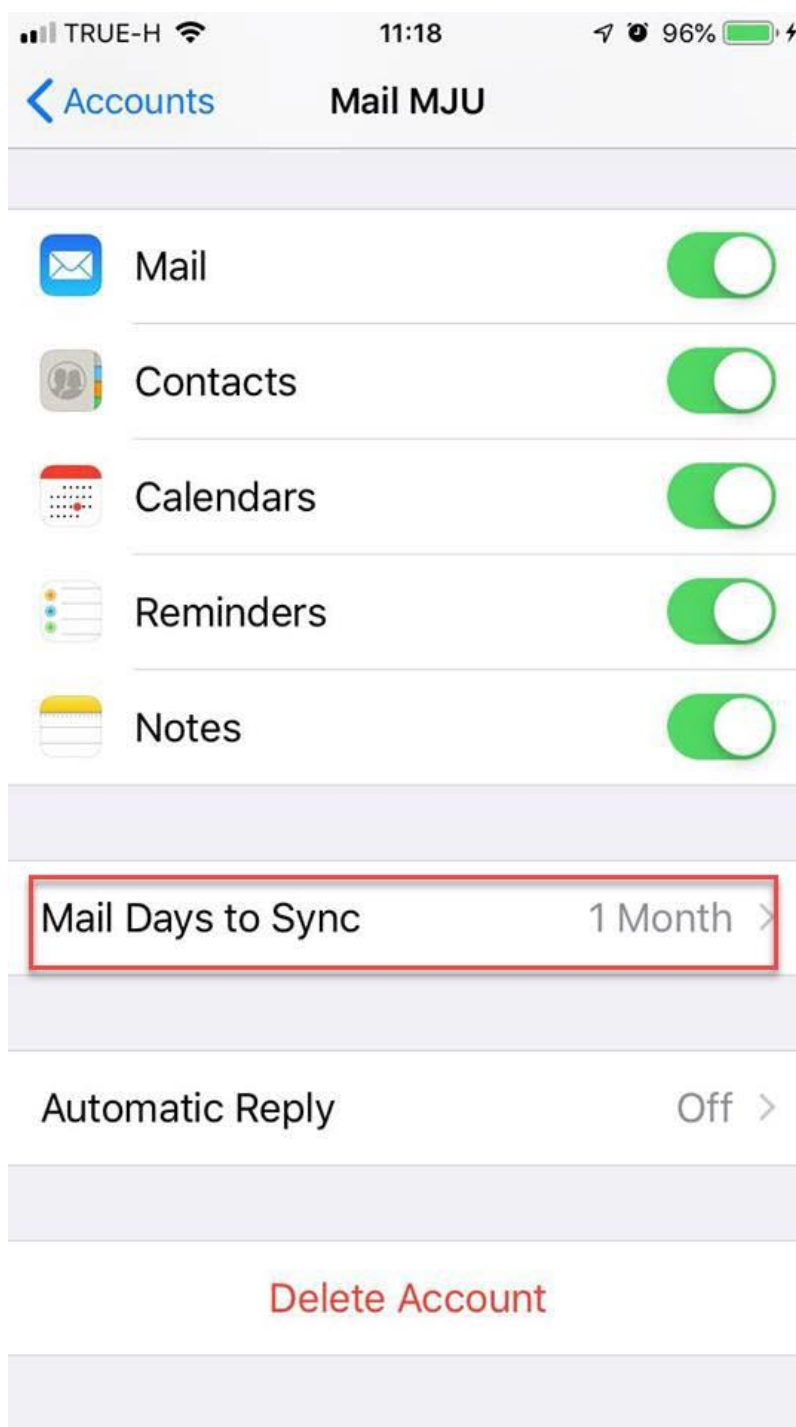 TRUE-H 11:18 96%
Accounts Mail MJU
Mail
Contacts
Calendars
Reminders
Notes
Mail Days to Sync 1 Month
Automatic Reply Off
Delete Account